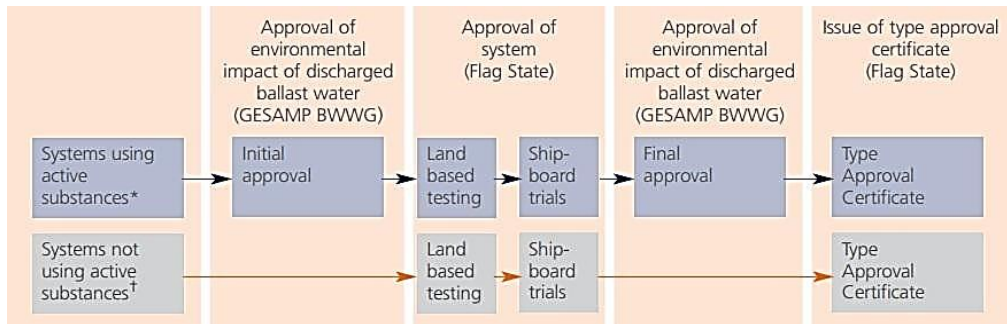 Approval of
environmental
impact of discharged
ballast water
(GESAMP BWWG)
Approval of
system
(Flag State)
Approval of
environmental
impact of discharged
ballast water
(GESAMP BWWG)
Issue of type approval
certificate
(Flag State)
Systems using
active
substances*
Initial
approval
Land
based
testing
Ship-
board
trials
Final
approval
Type
Approval
Certificate
Systems not
using active
substances†
Land
based
testing
Ship-
board
trials
Type
Approval
Certificate